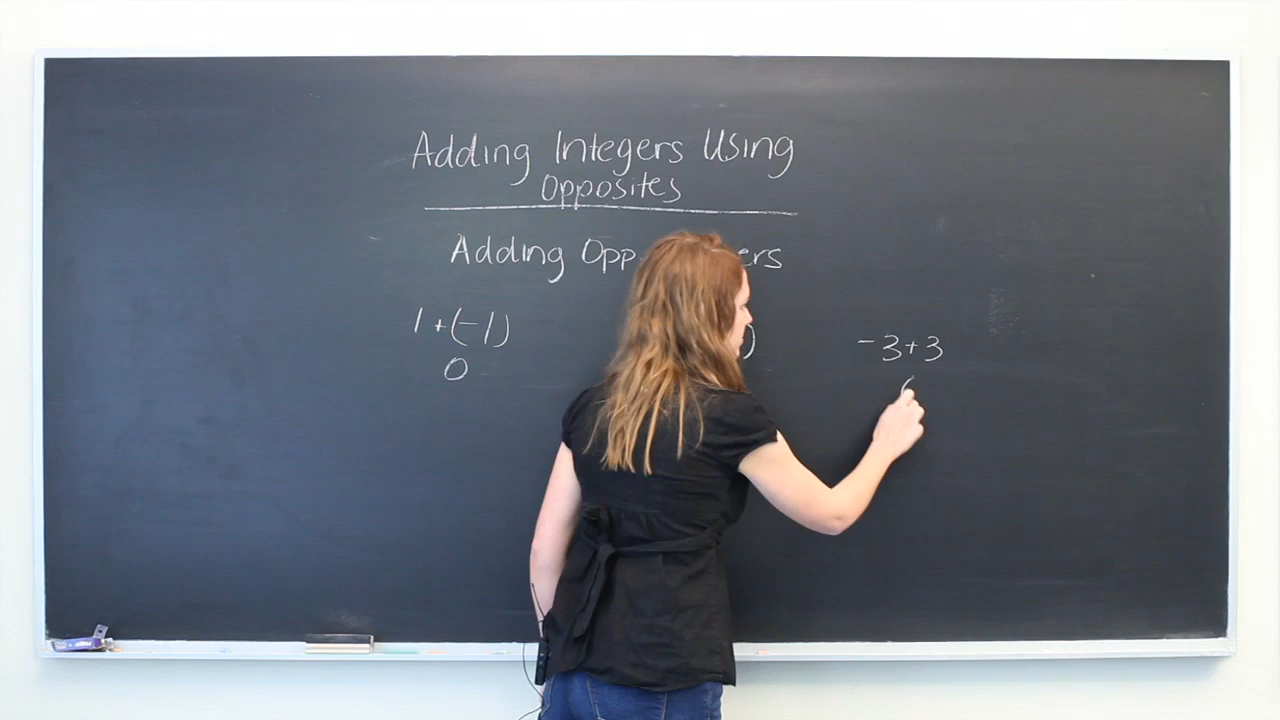 Adding Integers Using
Opposites
Adding Opp ers
1 + (-1) ) -3+3
0